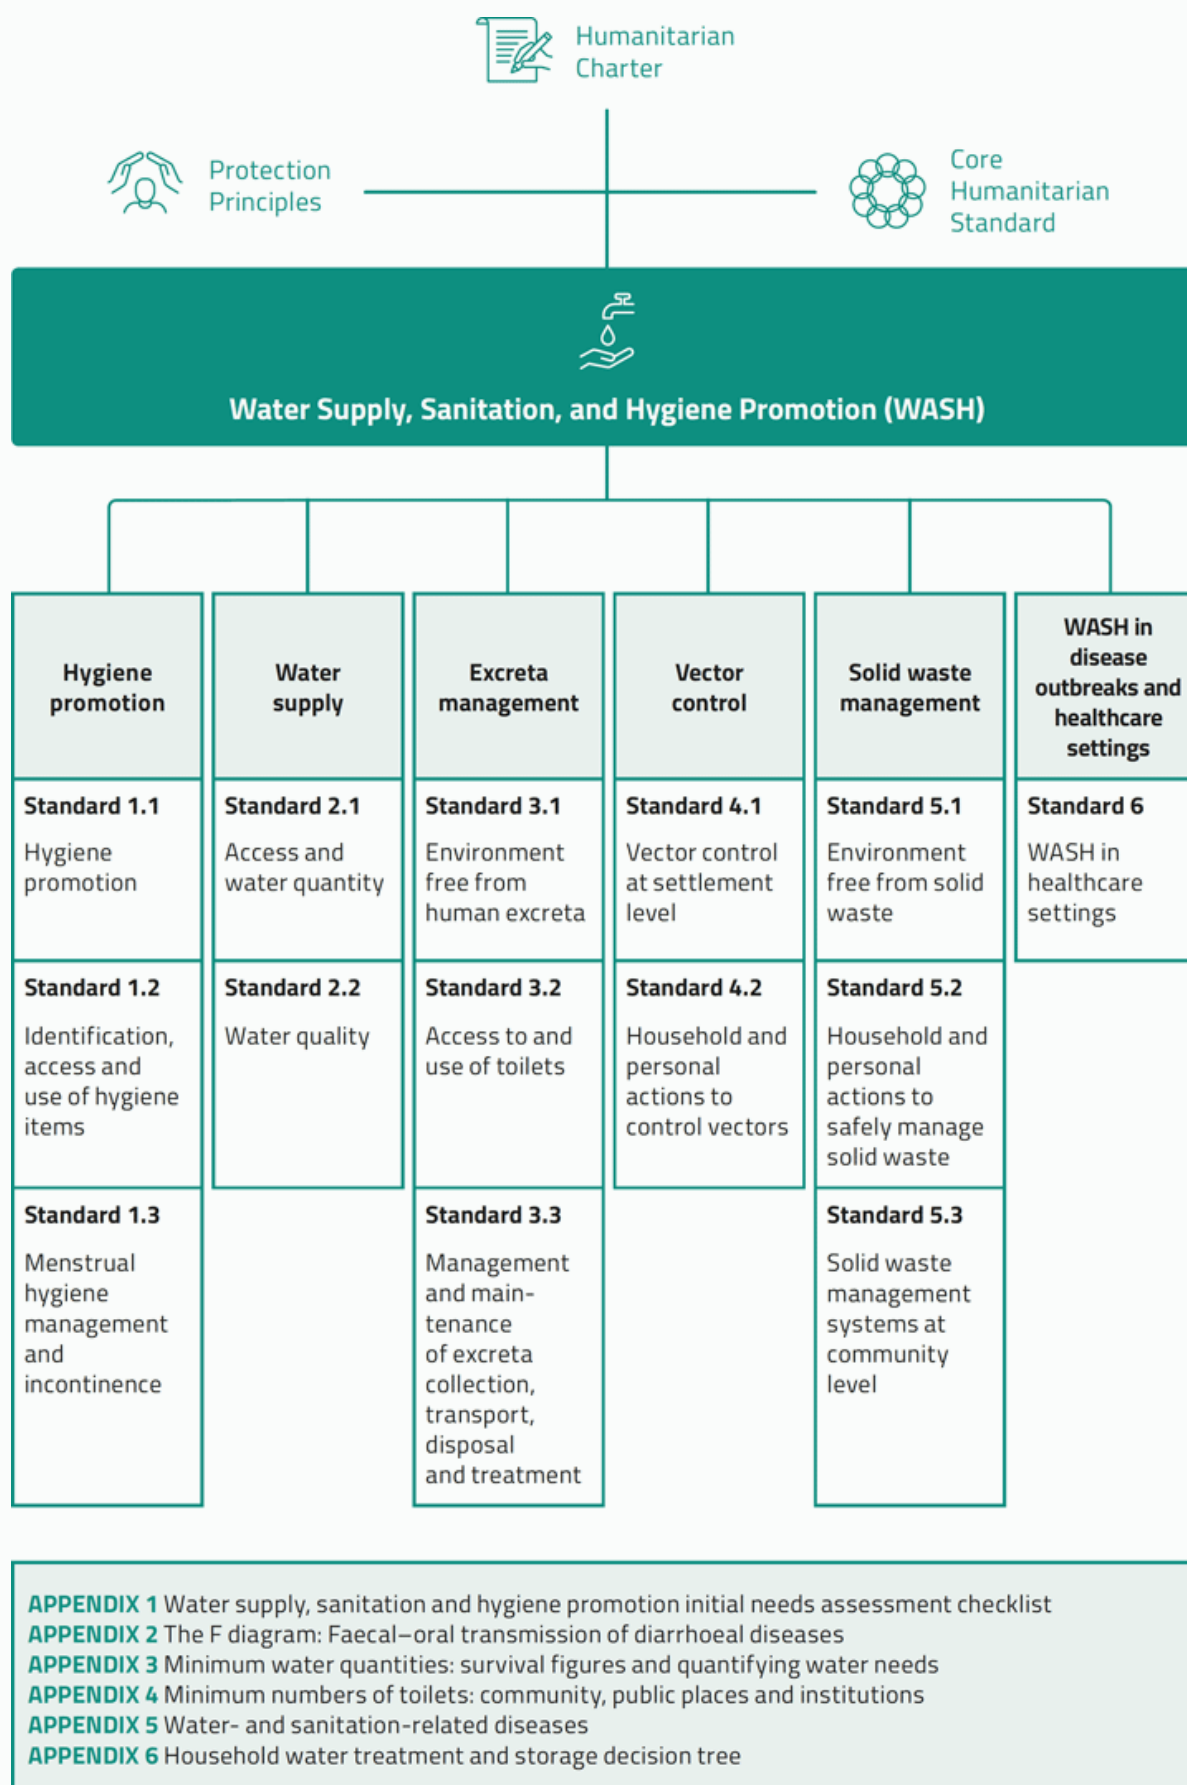 Humanitarian
Charter
Protection
Principles
Core
Humanitarian
Standard
Water Supply, Sanitation, and Hygiene Promotion (WASH)
Hygiene
promotion
Standard 1.1
Hygiene
promotion
Standard 1.2
Identification,
access and
use of hygiene
items
Standard 1.3
Menstrual
hygiene
management
and
incontinence
Water
supply
Standard 2.1
Access and
water quantity
Standard 2.2
Water quality
Excreta
management
Standard 3.1
Environment
free from
human excreta
Standard 3.2
Access to and
use of toilets
Standard 3.3
Management
and main-
tenance
of excreta
collection,
transport,
disposal
and treatment
Vector
control
Standard 4.1
Vector control
at settlement
level
Standard 4.2
Household and
personal
actions to
control vectors
Solid waste
management
Standard 5.1
Environment
free from solid
waste
Standard 5.2
Household and
personal
actions to
safely manage
solid waste
Standard 5.3
Solid waste
management
systems at
community
level
WASH in
disease
outbreaks and
healthcare
settings
Standard 6
WASH in
healthcare
settings
APPENDIX 1 Water supply, sanitation and hygiene promotion initial needs assessment checklist
APPENDIX 2 The F diagram: Faecal–oral transmission of diarrhoeal diseases
APPENDIX 3 Minimum water quantities: survival figures and quantifying water needs
APPENDIX 4 Minimum numbers of toilets: community, public places and institutions
APPENDIX 5 Water- and sanitation-related diseases
APPENDIX 6 Household water treatment and storage decision tree